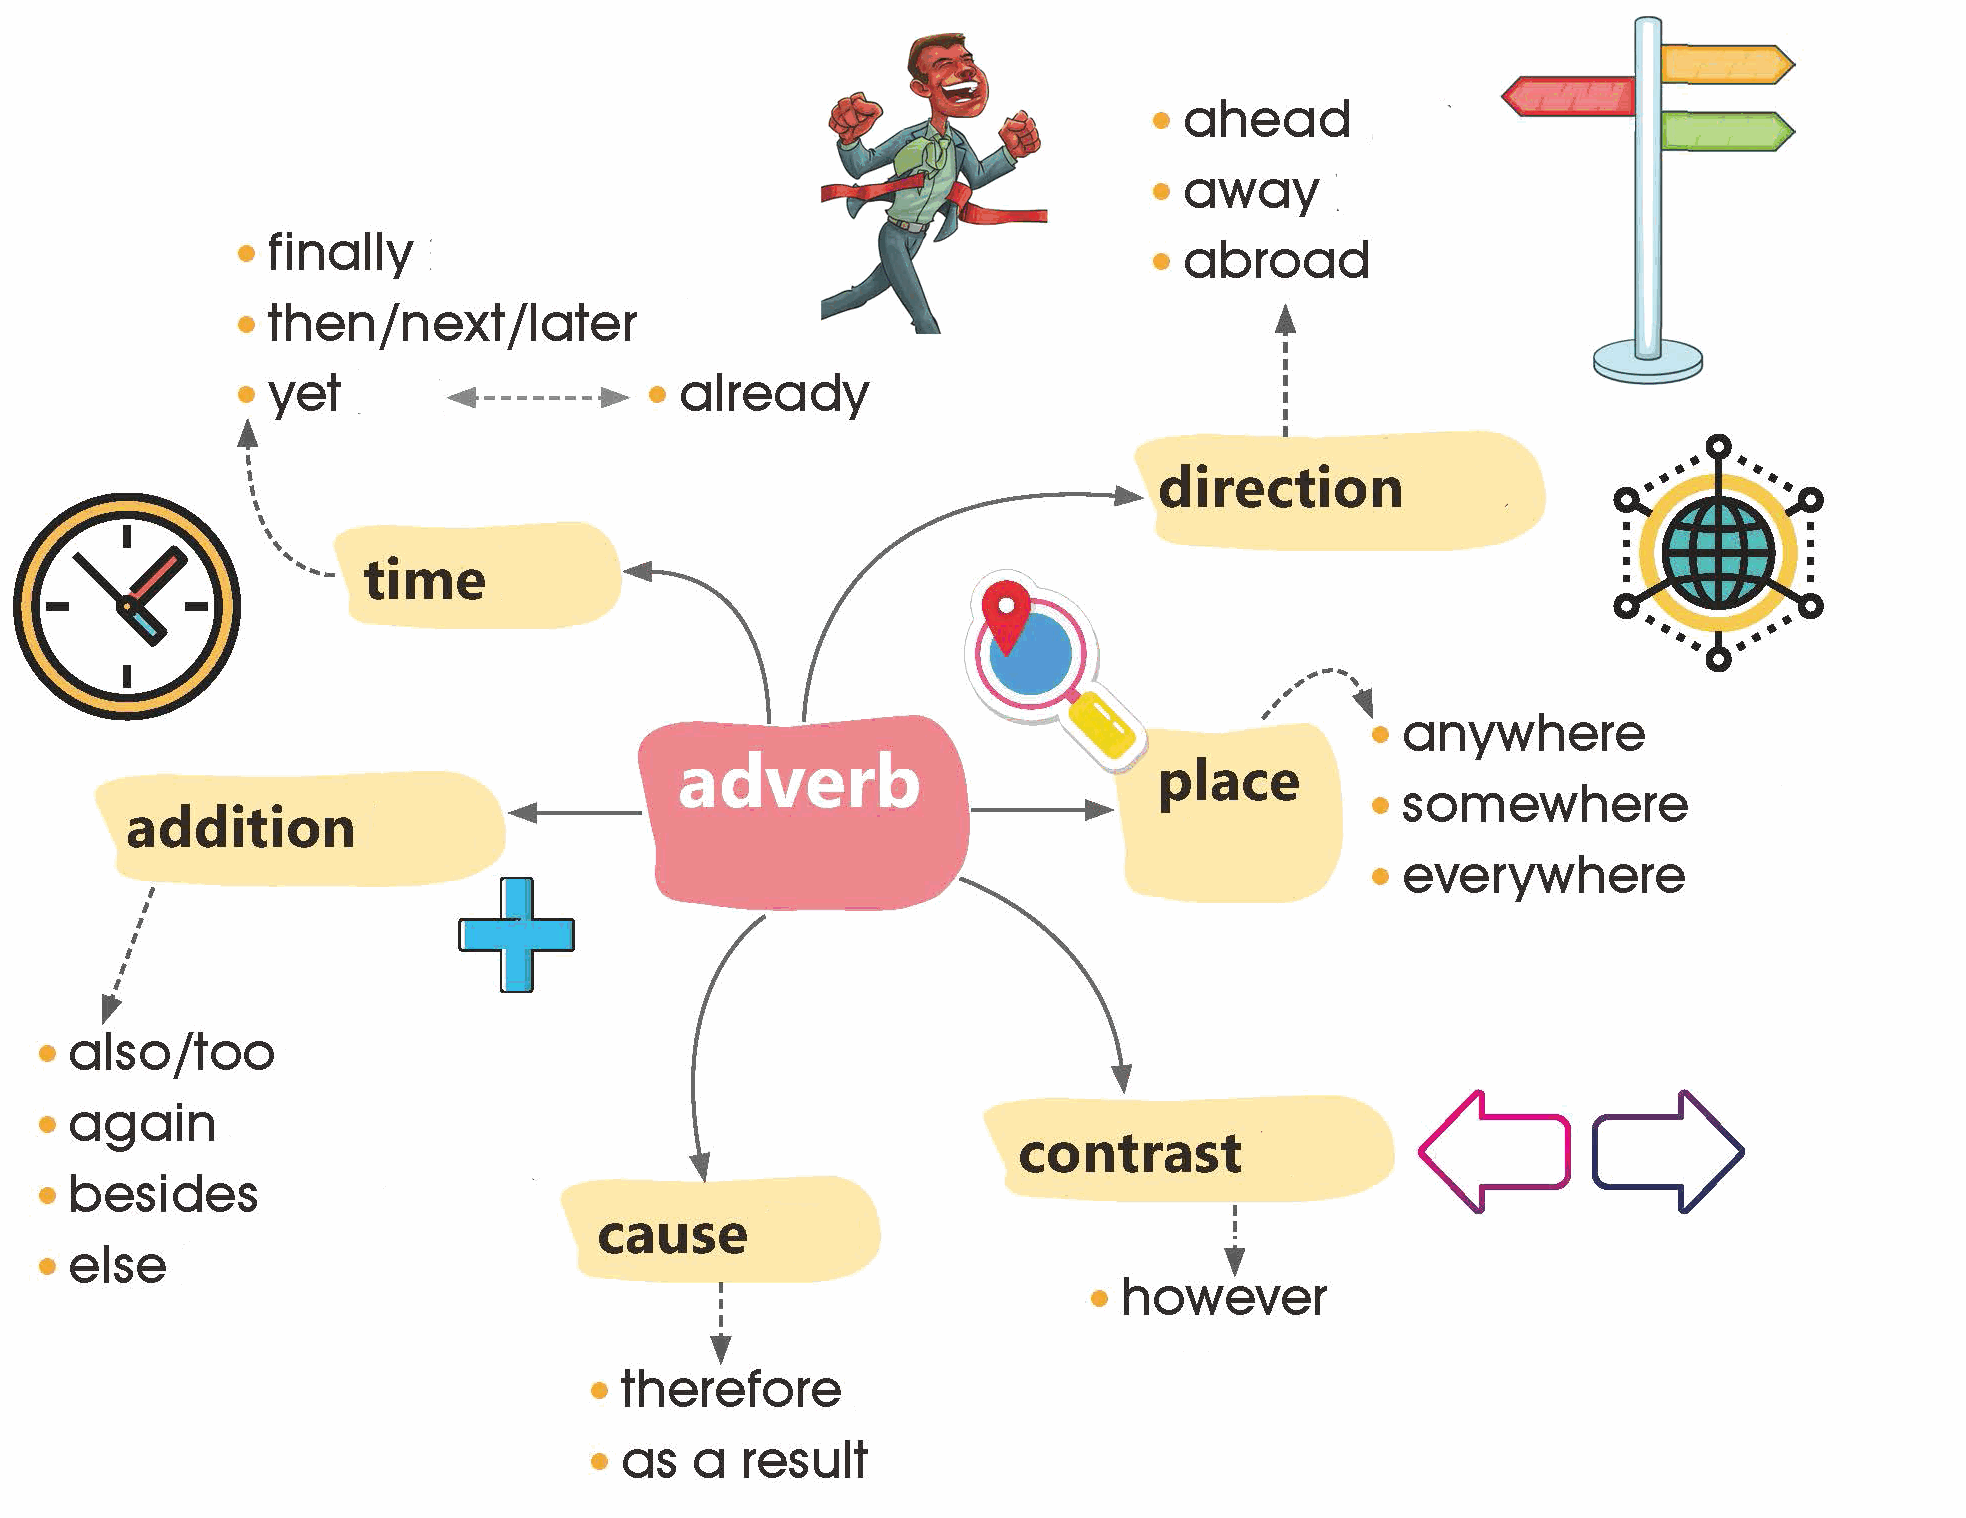 • ahead
• away
• abroad
• finally
• then/next/later
• yet
• already
direction
time
anywhere
• somewhere
• everywhere
place
adverb
addition
• also/too
• again
• besides
• else
contrast
• however
cause
• therefore
• as a result